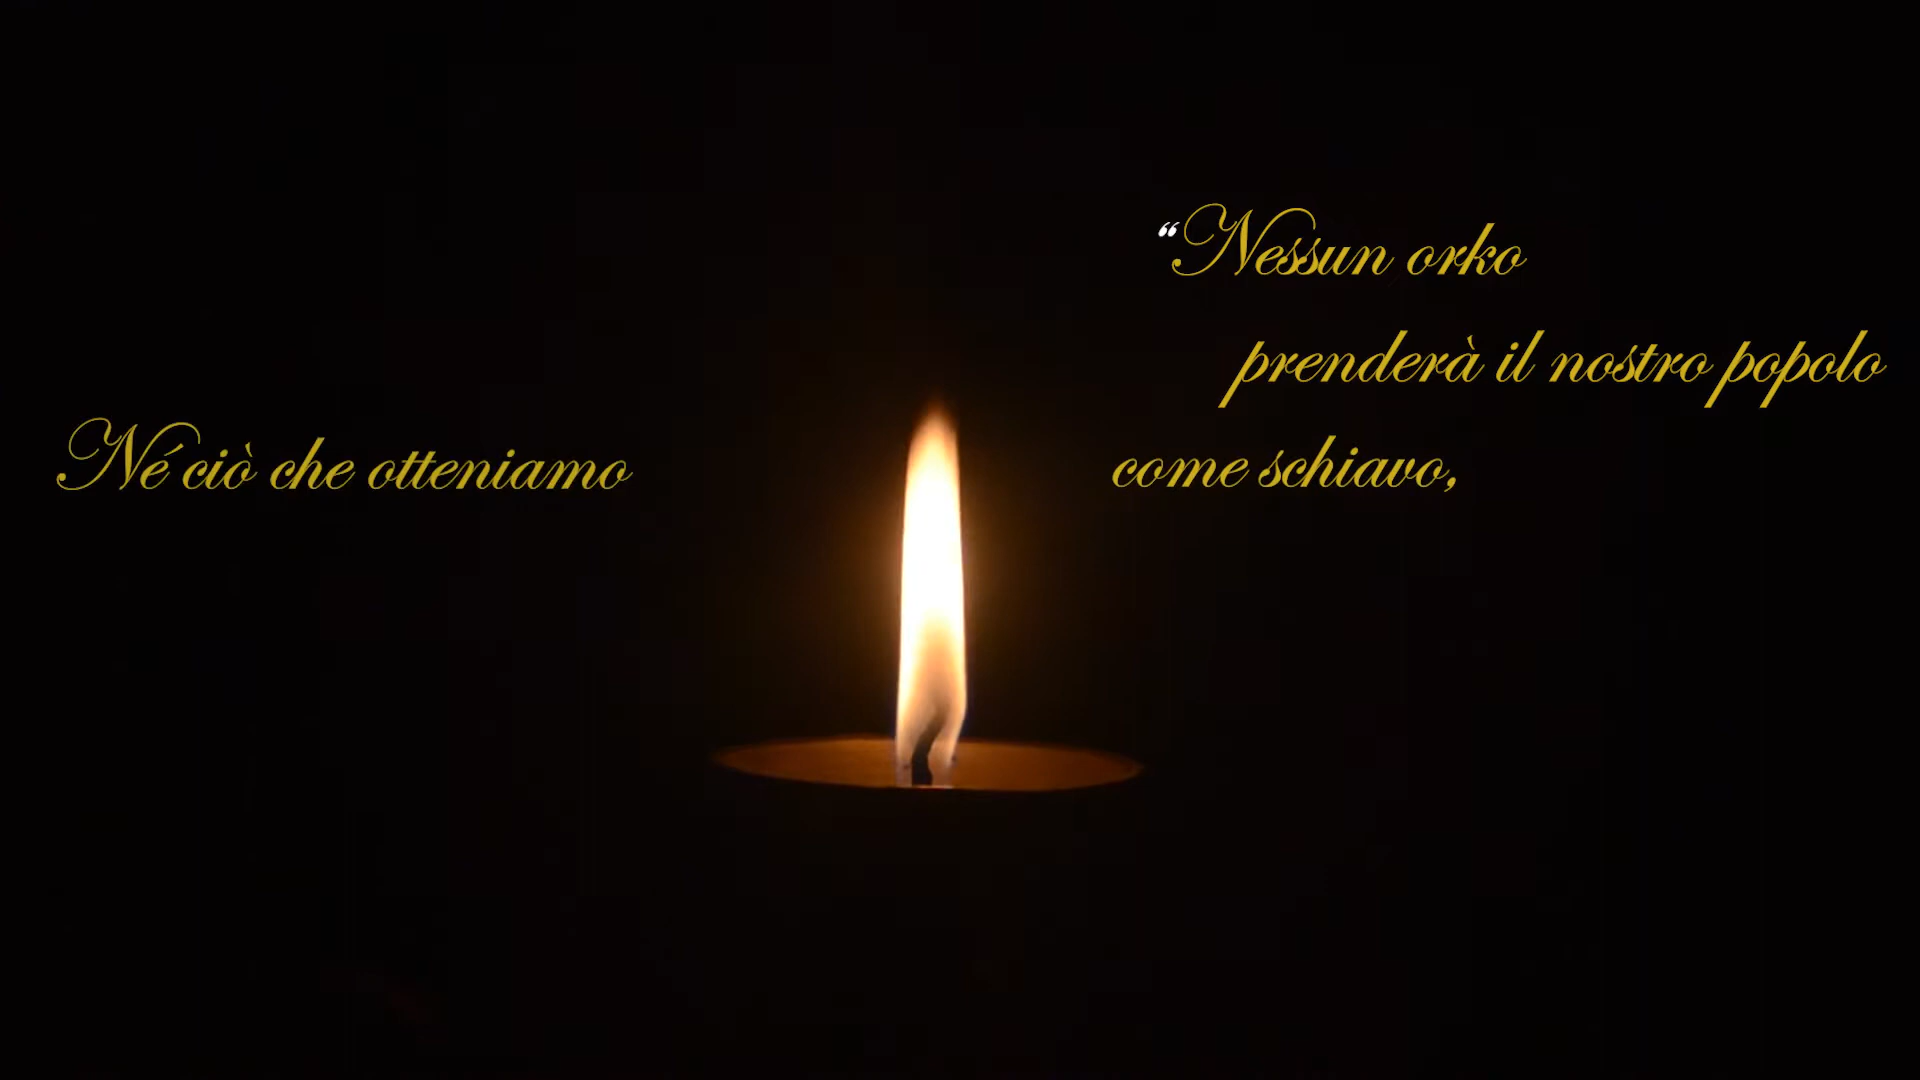 “Nessun orko
prenderà il nostro popolo
come schiavo,
Né ciò che otteniamo